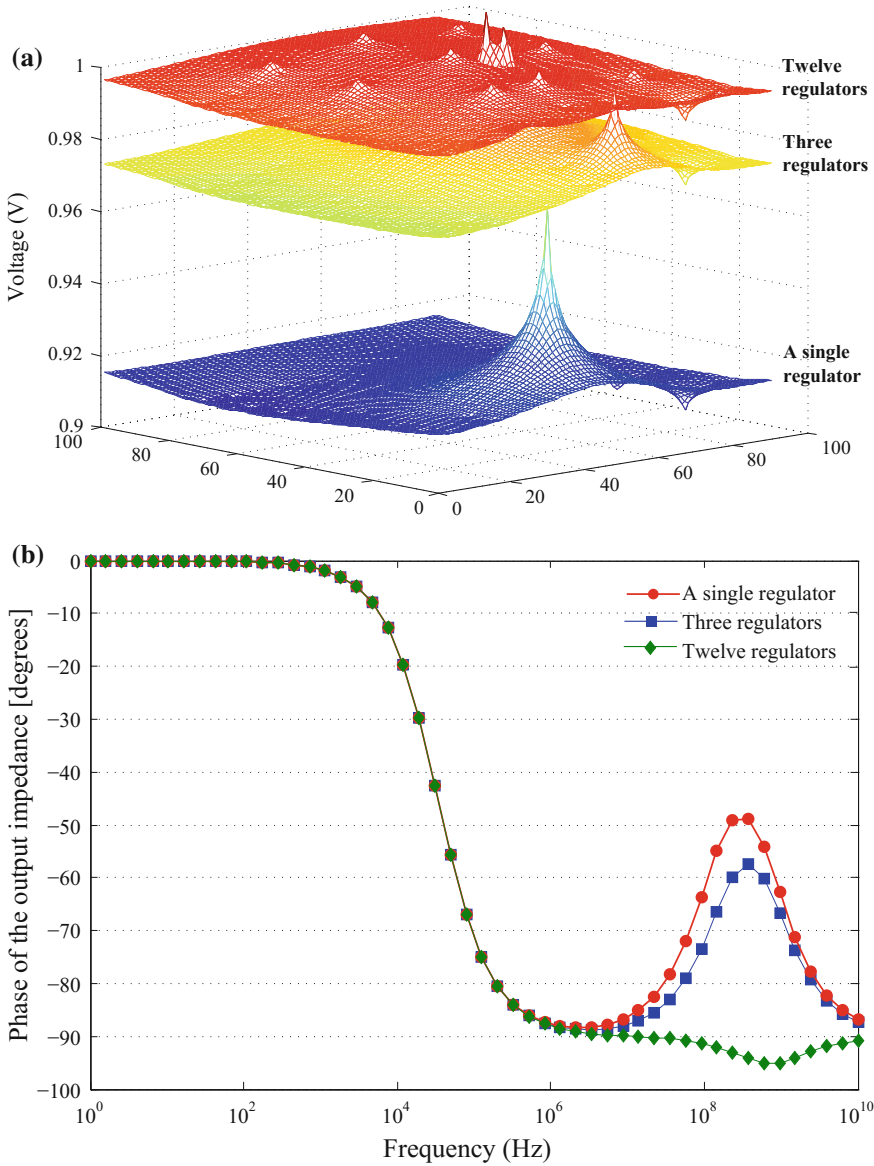 (a)
Twelve
regulators
Three
regulators
A single
regulator
Voltage (V)
1
0.98
0.96
0.94
0.92
0.9
100
80
60
40
20
0
0
20
40
60
80
100
(b)
Phase of the output impedance [degrees]
0
−10
−20
−30
−40
−50
−60
−70
−80
−90
−100
A single regulator
Three regulators
Twelve regulators
10^0
10^2
10^4
10^6
10^8
10^10
Frequency (Hz)